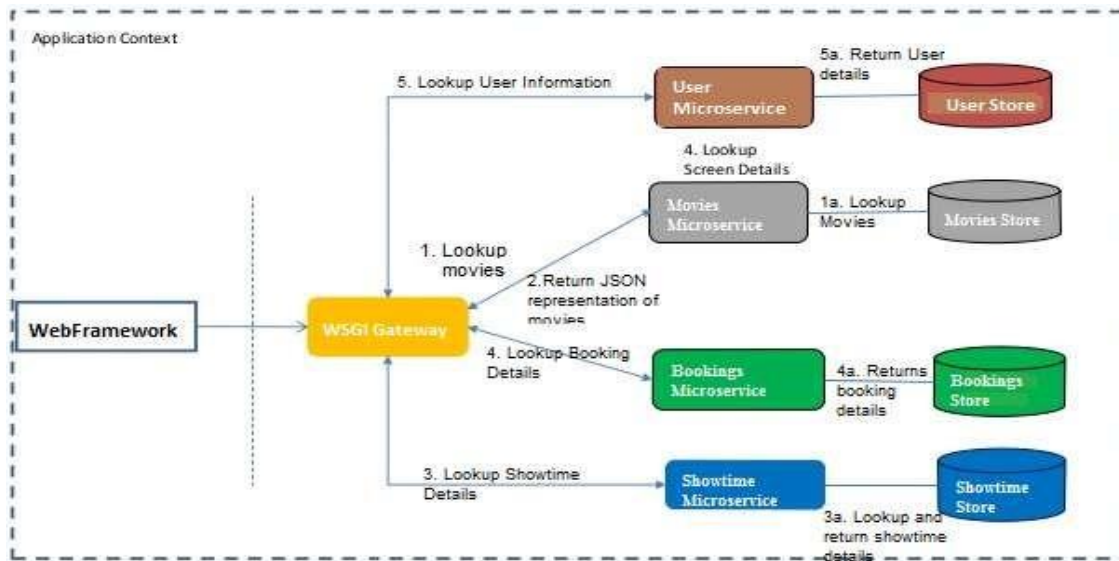 Application Context
5. Lookup User Information
User
Microservice
5a. Return User
details
User Store
4. Lookup
Screen Details
Movies
Microservice
1a. Lookup
Movies
Movies Store
1. Lookup
movies
2.Return JSON
representation of
movies
WebFramework
WSGI Gateway
4. Lookup Booking
Details
Bookings
Microservice
4a. Returns
booking
details
Bookings
Store
3. Lookup Showtime
Details
Showtime
Microservice
3a. Lookup and
return showtime
details
Showtime
Store